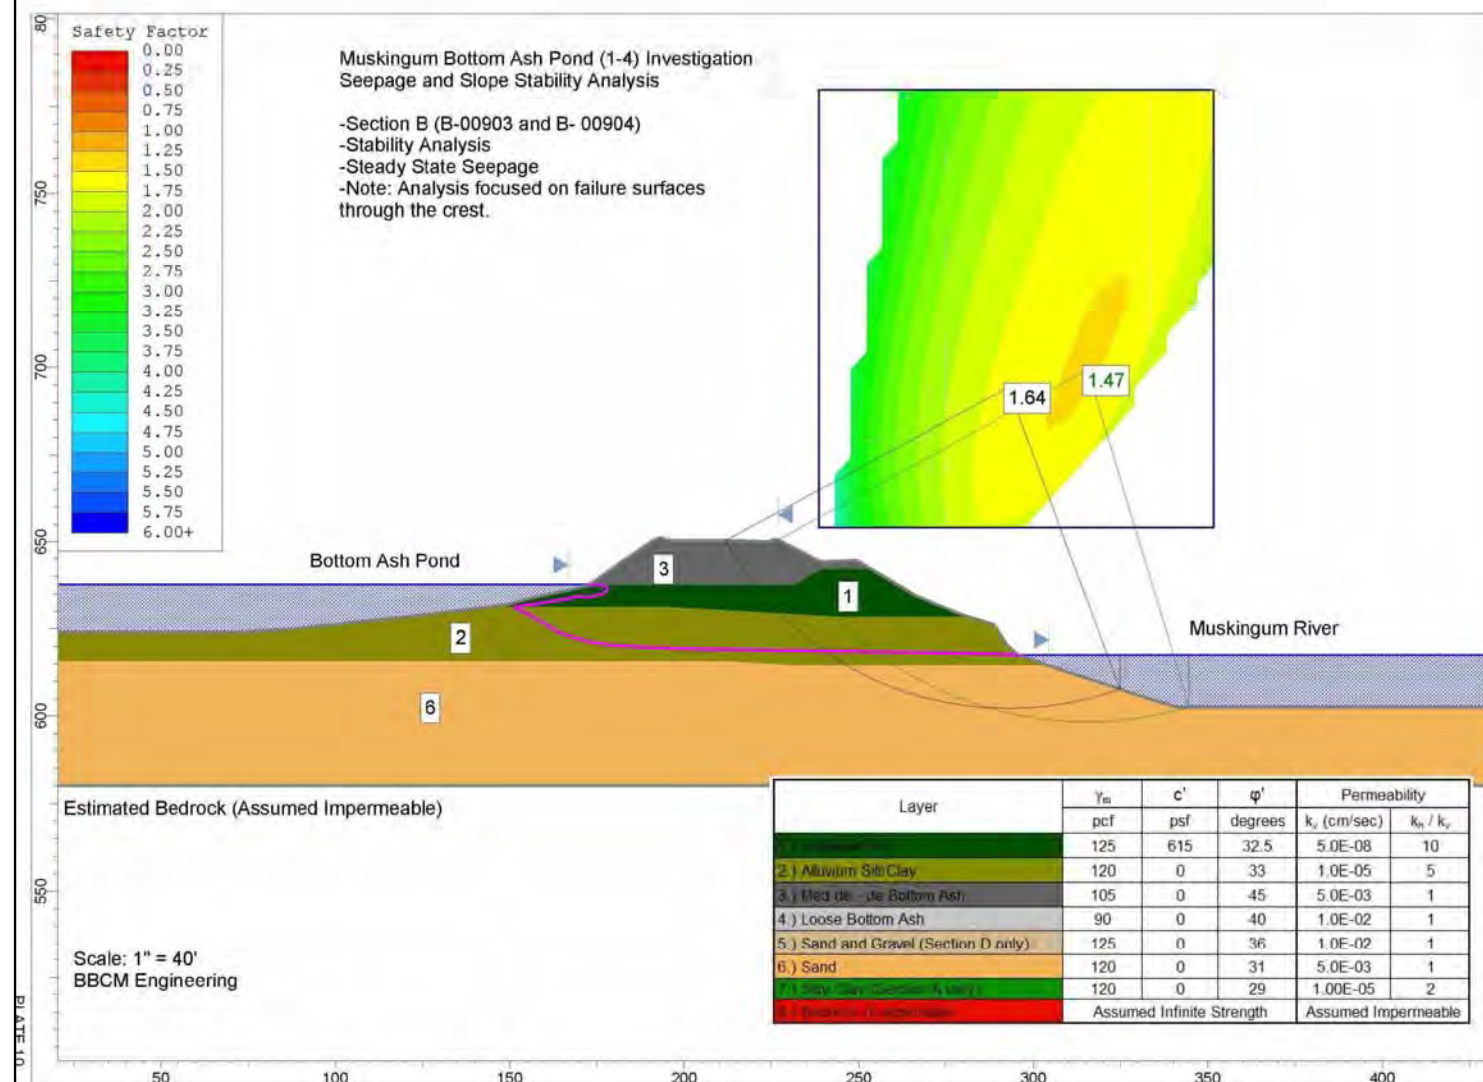 Safety Factor
0.00
0.25
0.50
0.75
1.00
1.25
1.50
1.75
2.00
2.25
2.50
2.75
3.00
3.25
3.50
3.75
4.00
4.25
4.50
4.75
5.00
5.25
5.50
5.75
6.00+
Muskingum Bottom Ash Pond (1-4) Investigation
Seepage and Slope Stability Analysis
-Section B (B-00903 and B- 00904)
-Stability Analysis
-Steady State Seepage
-Note: Analysis focused on failure surfaces
through the crest.
80
750
700
650
600
550
1.64
1.47
Bottom Ash Pond
3
1
2
6
Muskingum River
Estimated Bedrock (Assumed Impermeable)
Scale: 1" = 40'
BBCM Engineering
Layer γm c' φ' Permeability
pcf psf degrees kv (cm/sec) kh / kv
125 615 32.5 5.0E-08 10
2.) Alluvium Silt/Clay 120 0 33 1.0E-05 5
3.) Med de - de Bottom Ash 105 0 45 5.0E-03 1
4.) Loose Bottom Ash 90 0 40 1.0E-02 1
5.) Sand and Gravel (Section D only) 125 0 36 1.0E-02 1
6.) Sand 120 0 31 5.0E-03 1
120 0 29 1.00E-05 2
Assumed Infinite Strength Assumed Impermeable
PLATE 10
50 100 150 200 250 300 350 400